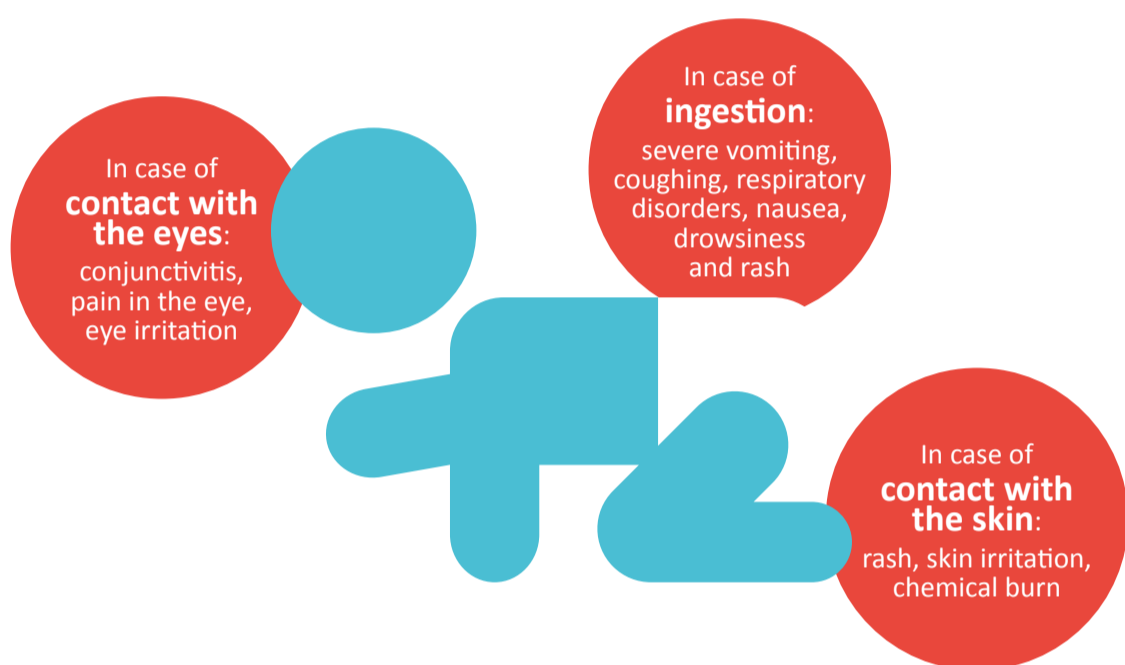 In case of
contact with
the eyes:
conjunctivitis,
pain in the eye,
eye irritation
In case of
ingestion:
severe vomiting,
coughing, respiratory
disorders, nausea,
drowsiness
and rash
In case of
contact with
the skin:
rash, skin irritation,
chemical burn